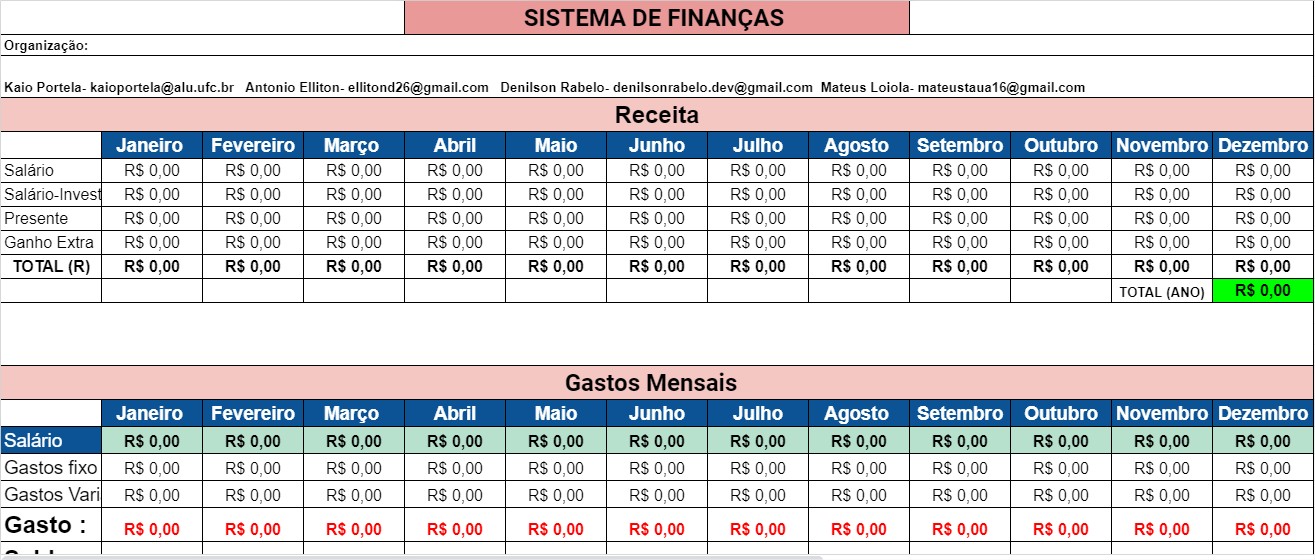 SISTEMA DE FINANÇAS
Organização:
Kaio Portela- kaioportela@alu.ufc.br Antonio Elliton- ellitond26@gmail.com Denilson Rabelo- denilsonrabelo.dev@gmail.com Mateus Loiola- mateustaua16@gmail.com
Receita
Janeiro Fevereiro Março Abril Maio Junho Julho Agosto Setembro Outubro Novembro Dezembro
Salário R$ 0,00 R$ 0,00 R$ 0,00 R$ 0,00 R$ 0,00 R$ 0,00 R$ 0,00 R$ 0,00 R$ 0,00 R$ 0,00 R$ 0,00 R$ 0,00
Salário-Invest R$ 0,00 R$ 0,00 R$ 0,00 R$ 0,00 R$ 0,00 R$ 0,00 R$ 0,00 R$ 0,00 R$ 0,00 R$ 0,00 R$ 0,00 R$ 0,00
Presente R$ 0,00 R$ 0,00 R$ 0,00 R$ 0,00 R$ 0,00 R$ 0,00 R$ 0,00 R$ 0,00 R$ 0,00 R$ 0,00 R$ 0,00 R$ 0,00
Ganho Extra R$ 0,00 R$ 0,00 R$ 0,00 R$ 0,00 R$ 0,00 R$ 0,00 R$ 0,00 R$ 0,00 R$ 0,00 R$ 0,00 R$ 0,00 R$ 0,00
TOTAL (R) R$ 0,00 R$ 0,00 R$ 0,00 R$ 0,00 R$ 0,00 R$ 0,00 R$ 0,00 R$ 0,00 R$ 0,00 R$ 0,00 R$ 0,00 R$ 0,00
TOTAL (ANO) R$ 0,00
Gastos Mensais
Janeiro Fevereiro Março Abril Maio Junho Julho Agosto Setembro Outubro Novembro Dezembro
Salário R$ 0,00 R$ 0,00 R$ 0,00 R$ 0,00 R$ 0,00 R$ 0,00 R$ 0,00 R$ 0,00 R$ 0,00 R$ 0,00 R$ 0,00 R$ 0,00
Gastos fixo R$ 0,00 R$ 0,00 R$ 0,00 R$ 0,00 R$ 0,00 R$ 0,00 R$ 0,00 R$ 0,00 R$ 0,00 R$ 0,00 R$ 0,00 R$ 0,00
Gastos Vari R$ 0,00 R$ 0,00 R$ 0,00 R$ 0,00 R$ 0,00 R$ 0,00 R$ 0,00 R$ 0,00 R$ 0,00 R$ 0,00 R$ 0,00 R$ 0,00
Gasto : R$ 0,00 R$ 0,00 R$ 0,00 R$ 0,00 R$ 0,00 R$ 0,00 R$ 0,00 R$ 0,00 R$ 0,00 R$ 0,00 R$ 0,00 R$ 0,00